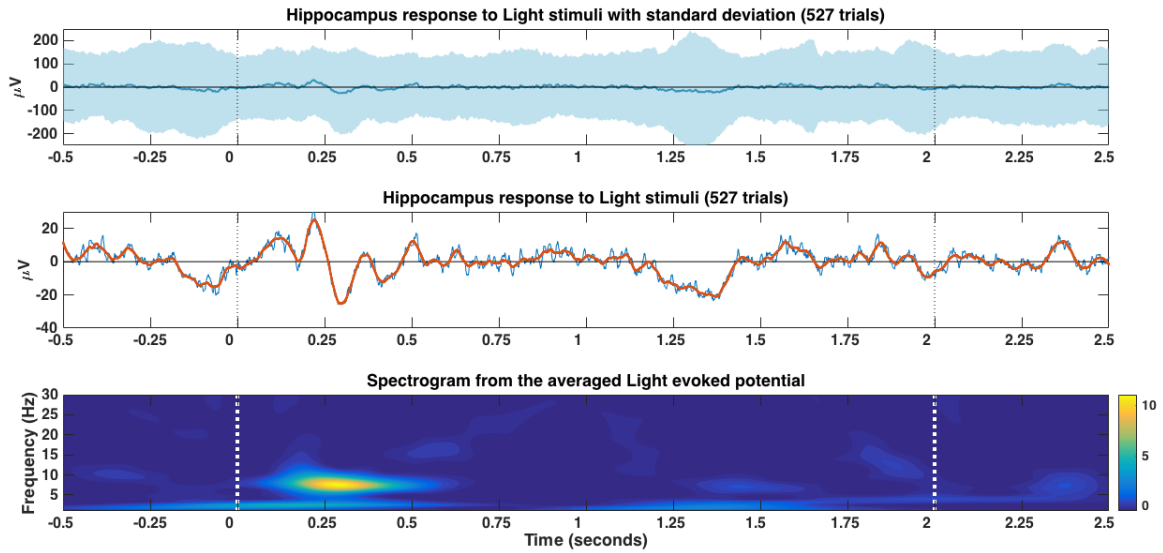 Hippocampus response to Light stimuli with standard deviation (527 trials)
200
100
0
-100
-200
μV
-0.5 -0.25 0 0.25 0.5 0.75 1 1.25 1.5 1.75 2 2.25 2.5
Hippocampus response to Light stimuli (527 trials)
20
0
-20
-40
μV
-0.5 -0.25 0 0.25 0.5 0.75 1 1.25 1.5 1.75 2 2.25 2.5
Spectrogram from the averaged Light evoked potential
30
25
20
15
10
5
Frequency (Hz)
10
5
0
-0.5 -0.25 0 0.25 0.5 0.75 1 1.25 1.5 1.75 2 2.25 2.5
Time (seconds)